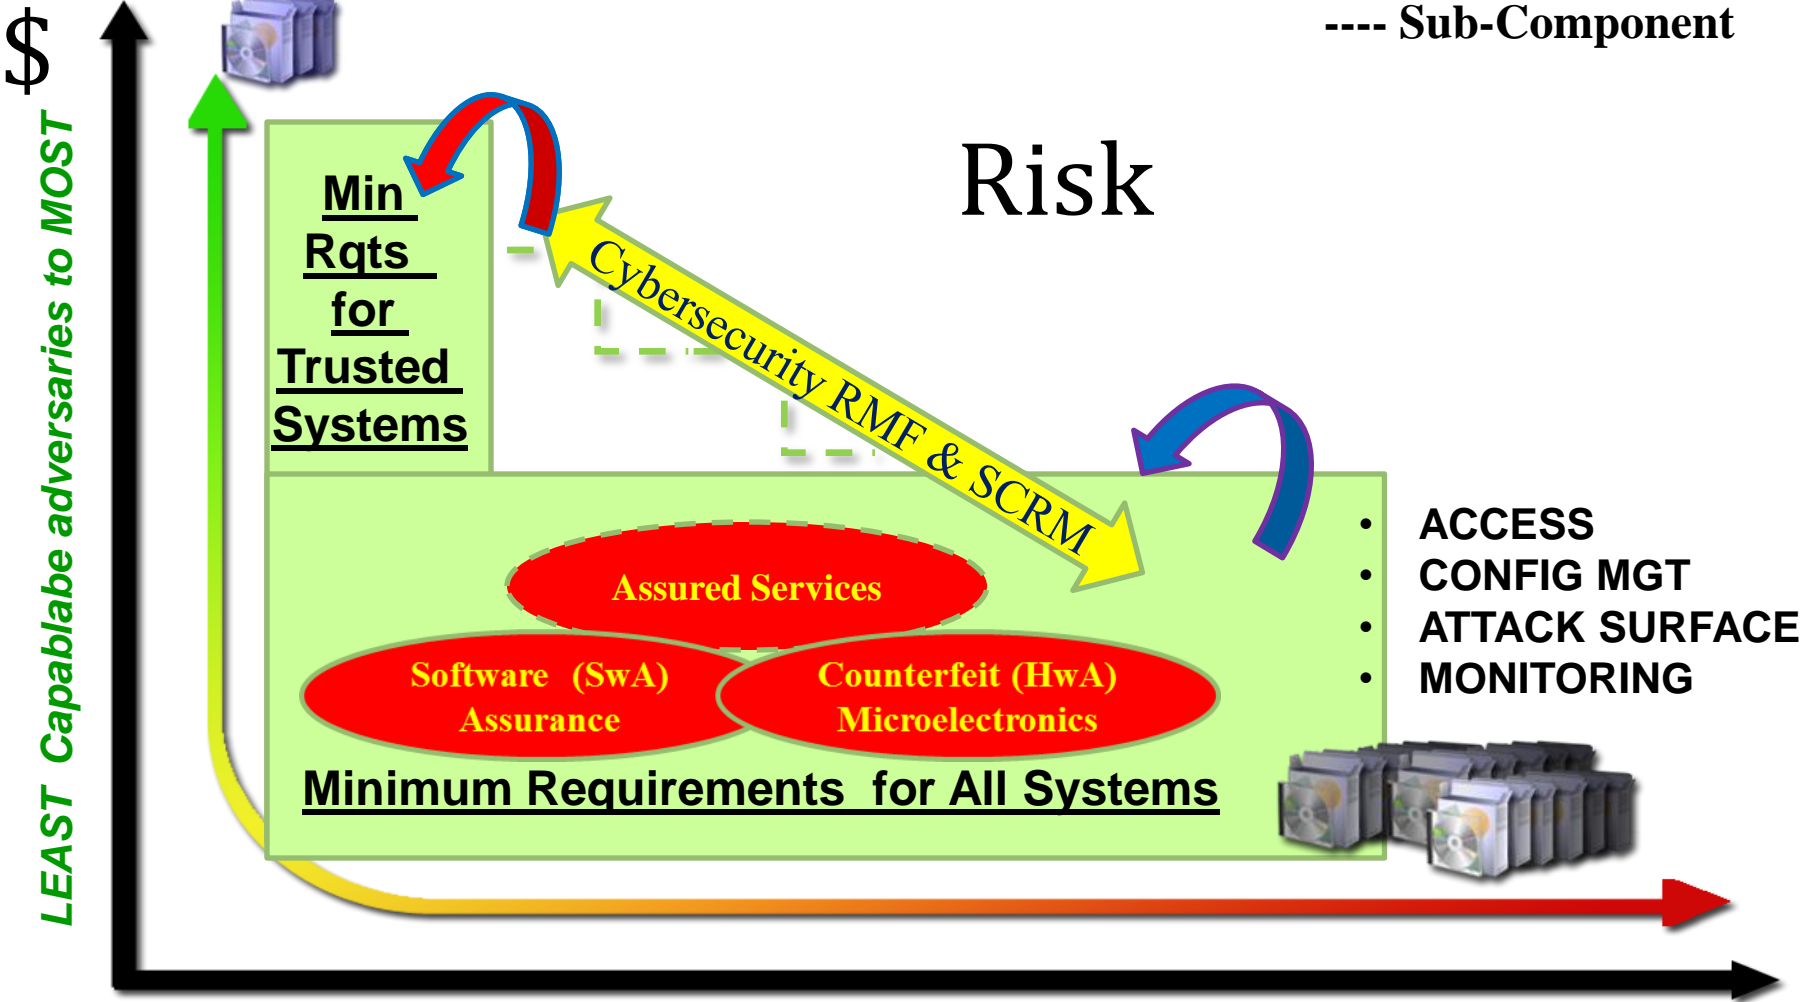 $
---- Sub-Component
LEAST Capablabe adversaries to MOST
Risk
Min
Rqts
for
Trusted
Systems
Cybersecurity RMF & SCRM
• ACCESS
• CONFIG MGT
• ATTACK SURFACE
• MONITORING
Assured Services
Software (SwA)
Assurance
Counterfeit (HwA)
Microelectronics
Minimum Requirements for All Systems